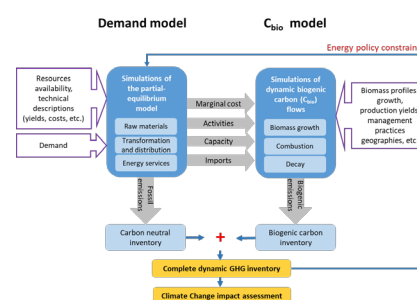 Demand model
C bio model
Energy policy constrain
Resources
availability,
technical
descriptions
(yields, costs, etc.)
Demand
Simulations of
the partial-
equilibrium
model
Raw materials
Transformation
and distribution
Energy services
Marginal cost
Activities
Capacity
Imports
Simulations of
dynamic biogenic
carbon (Cbio)
flows
Biomass growth
Combustion
Decay
Biomass profiles
growth,
production yields
management
practices
geographies, etc
Fossil
emissions
Biogenic
emissions
Carbon neutral
inventory
+
Biogenic carbon
inventory
Complete dynamic GHG inventory
Climate Change impact assessment